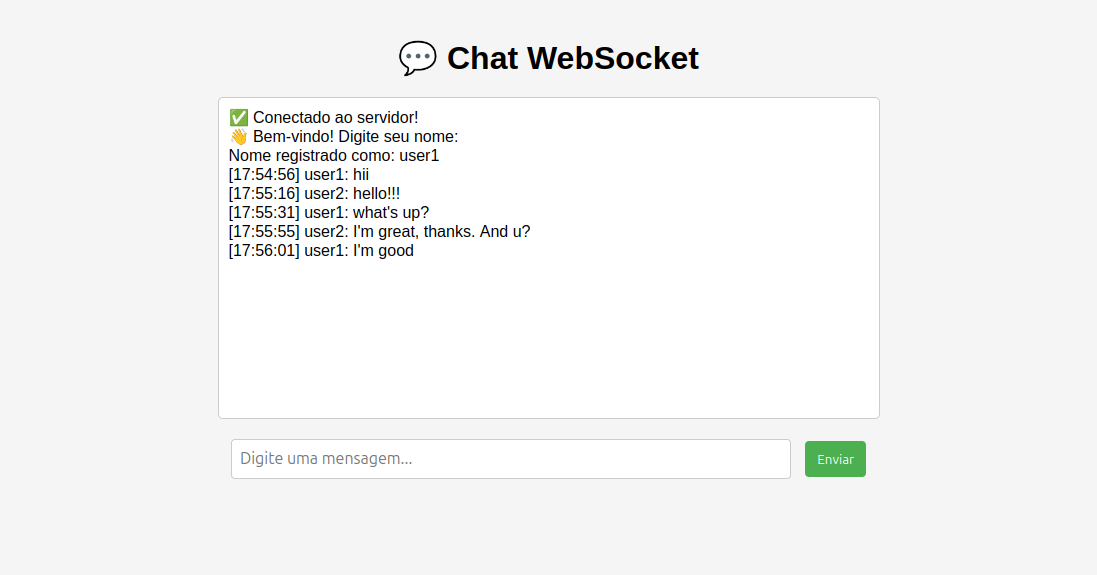 💬 Chat WebSocket
✅ Conectado ao servidor!
👋 Bem-vindo! Digite seu nome:
Nome registrado como: user1
[17:54:56] user1: hii
[17:55:16] user2: hello!!!
[17:55:31] user1: what's up?
[17:55:55] user2: I'm great, thanks. And u?
[17:56:01] user1: I'm good
Digite uma mensagem...
Enviar